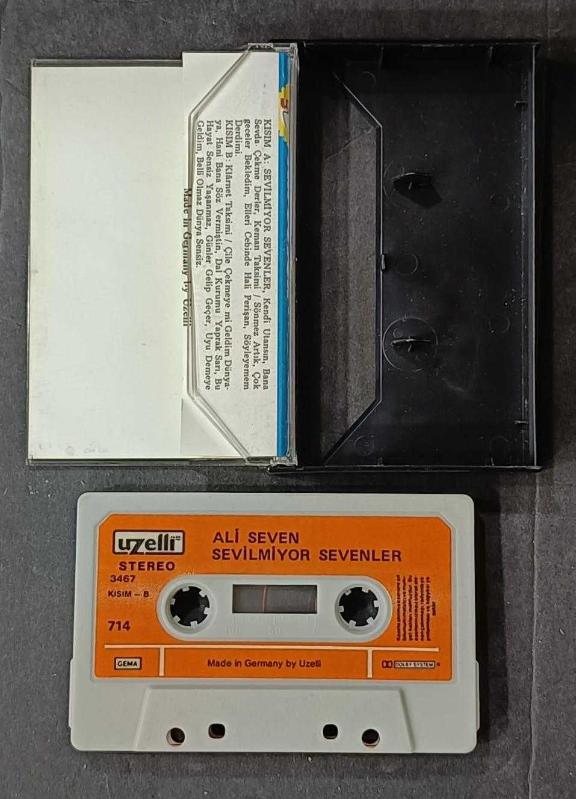 KISIM A: SEVİLMİYOR SEVENLER, Kendi Utansın, Bana
Sevda Çekme Derler, Keman Taksimi / Sönmez Artık, Çok
geceler Bekledim, Elleri Cebinde Hali Perişan, Söyleyemem
Derdimi.
KISIM B: Klârnet Taksimi / Çile Çekmeye mi Geldim Dünya-
ya, Hani Bana Söz Vermiştin, Dal Kurumu Yaprak Sarı, Bu
Hayat Sensiz Yaşanmaz, Günler Gelip Geçer, Uyu Demeye
Geldim, Belli Olmaz Dünya Sensiz.
Made in Germany by Uzelli
uzelli
STEREO
3467
KISIM – B
714
ALİ SEVEN
SEVİLMİYOR SEVENLER
GEMA
Made in Germany by Uzelli
DOLBY SYSTEM